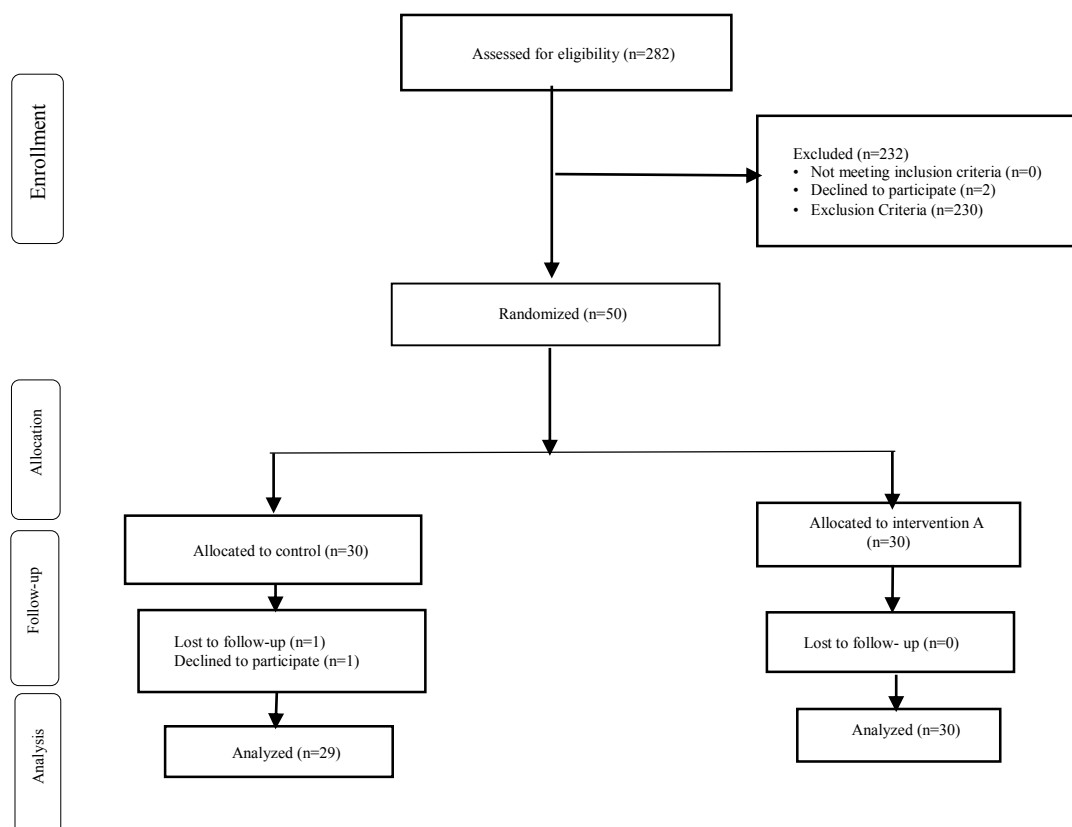 Enrollment
Assessed for eligibility (n=282)
Excluded (n=232)
• Not meeting inclusion criteria (n=0)
• Declined to participate (n=2)
• Exclusion Criteria (n=230)
Randomized (n=50)
Allocation
Allocated to control (n=30)
Allocated to intervention A
(n=30)
Follow-up
Lost to follow-up (n=1)
Declined to participate (n=1)
Lost to follow- up (n=0)
Analysis
Analyzed (n=29)
Analyzed (n=30)